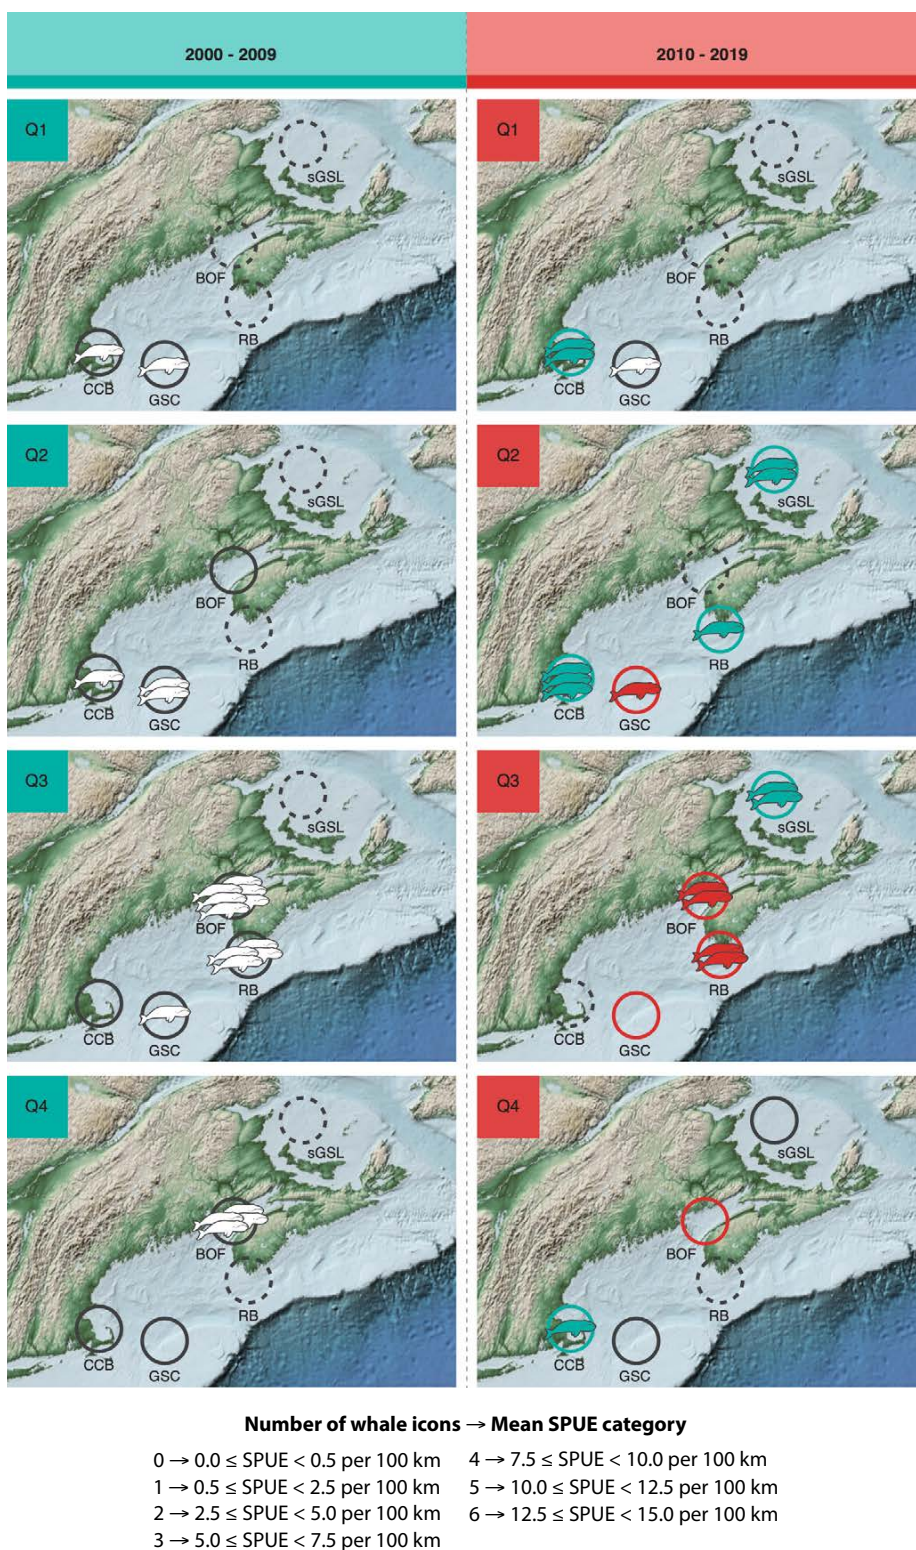 2000 - 2009
2010 - 2019
Q1
sGSL
BOF
RB
CCB
GSC
Q1
sGSL
BOF
RB
CCB
GSC
Q2
sGSL
BOF
RB
CCB
GSC
Q2
sGSL
BOF
RB
CCB
GSC
Q3
sGSL
BOF
RB
CCB
GSC
Q3
sGSL
BOF
RB
CCB
GSC
Q4
sGSL
BOF
RB
CCB
GSC
Q4
sGSL
BOF
RB
CCB
GSC
Number of whale icons → Mean SPUE category
0 → 0.0 ≤ SPUE < 0.5 per 100 km
1 → 0.5 ≤ SPUE < 2.5 per 100 km
2 → 2.5 ≤ SPUE < 5.0 per 100 km
3 → 5.0 ≤ SPUE < 7.5 per 100 km
4 → 7.5 ≤ SPUE < 10.0 per 100 km
5 → 10.0 ≤ SPUE < 12.5 per 100 km
6 → 12.5 ≤ SPUE < 15.0 per 100 km